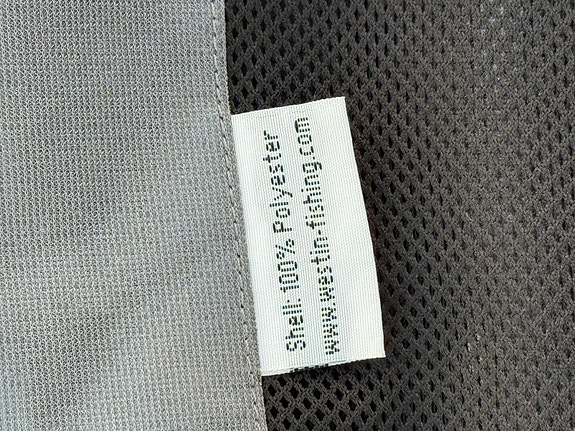 Shell: 100% Polyester
www.westin-fishing.com